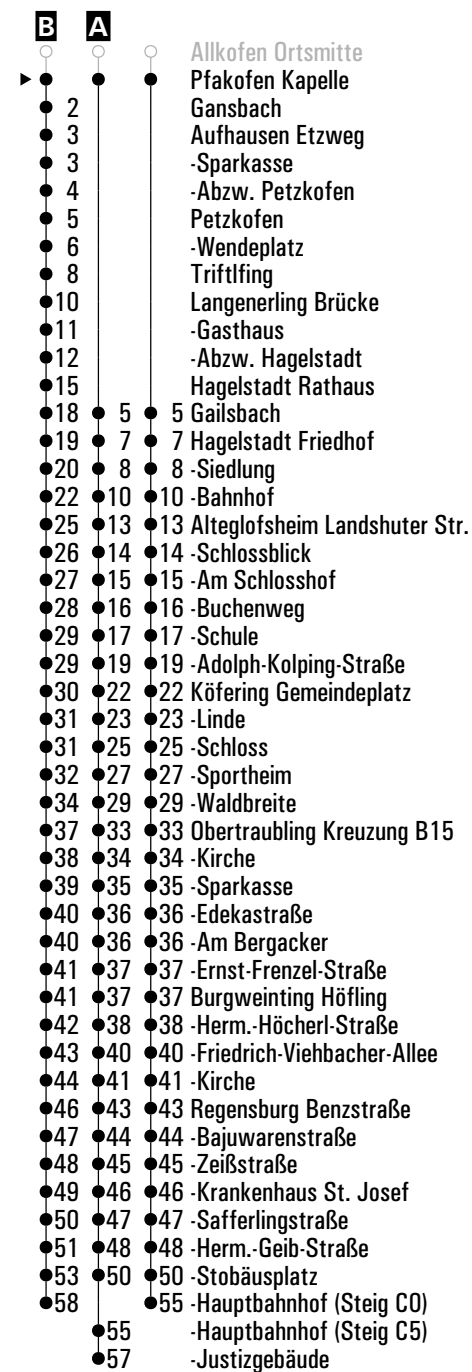 B A
Allkofen Ortsmitte
Pfakofen Kapelle
2 Gansbach
3 Aufhausen Etzweg
3 -Sparkasse
4 -Abzw. Petzkofen
5 Petzkofen
6 -Wendeplatz
8 Triftlfing
10 Langenerling Brücke
11 -Gasthaus
12 -Abzw. Hagelstadt
15 Hagelstadt Rathaus
18 5 5 Gailsbach
19 7 7 Hagelstadt Friedhof
20 8 8 -Siedlung
22 10 10 -Bahnhof
25 13 13 Alteglofsheim Landshuter Str.
26 14 14 -Schlossblick
27 15 15 -Am Schlosshof
28 16 16 -Buchenweg
29 17 17 -Schule
29 19 19 -Adolph-Kolping-Straße
30 22 22 Köfering Gemeindeplatz
31 23 23 -Linde
31 25 25 -Schloss
32 27 27 -Sportheim
34 29 29 -Waldbreite
37 33 33 Obertraubling Kreuzung B15
38 34 34 -Kirche
39 35 35 -Sparkasse
40 36 36 -Edekastraße
40 36 36 -Am Bergacker
41 37 37 -Ernst-Frenzel-Straße
41 37 37 Burgweinting Höfling
42 38 38 -Herm.-Höcherl-Straße
43 40 40 -Friedrich-Viehbacher-Allee
44 41 41 -Kirche
46 43 43 Regensburg Benzstraße
47 44 44 -Bajuwarenstraße
48 45 45 -Zeißstraße
49 46 46 -Krankenhaus St. Josef
50 47 47 -Safferlingstraße
51 48 48 -Herm.-Geib-Straße
53 50 50 -Stobäusplatz
58 55 -Hauptbahnhof (Steig C0)
55 -Hauptbahnhof (Steig C5)
57 -Justizgebäude